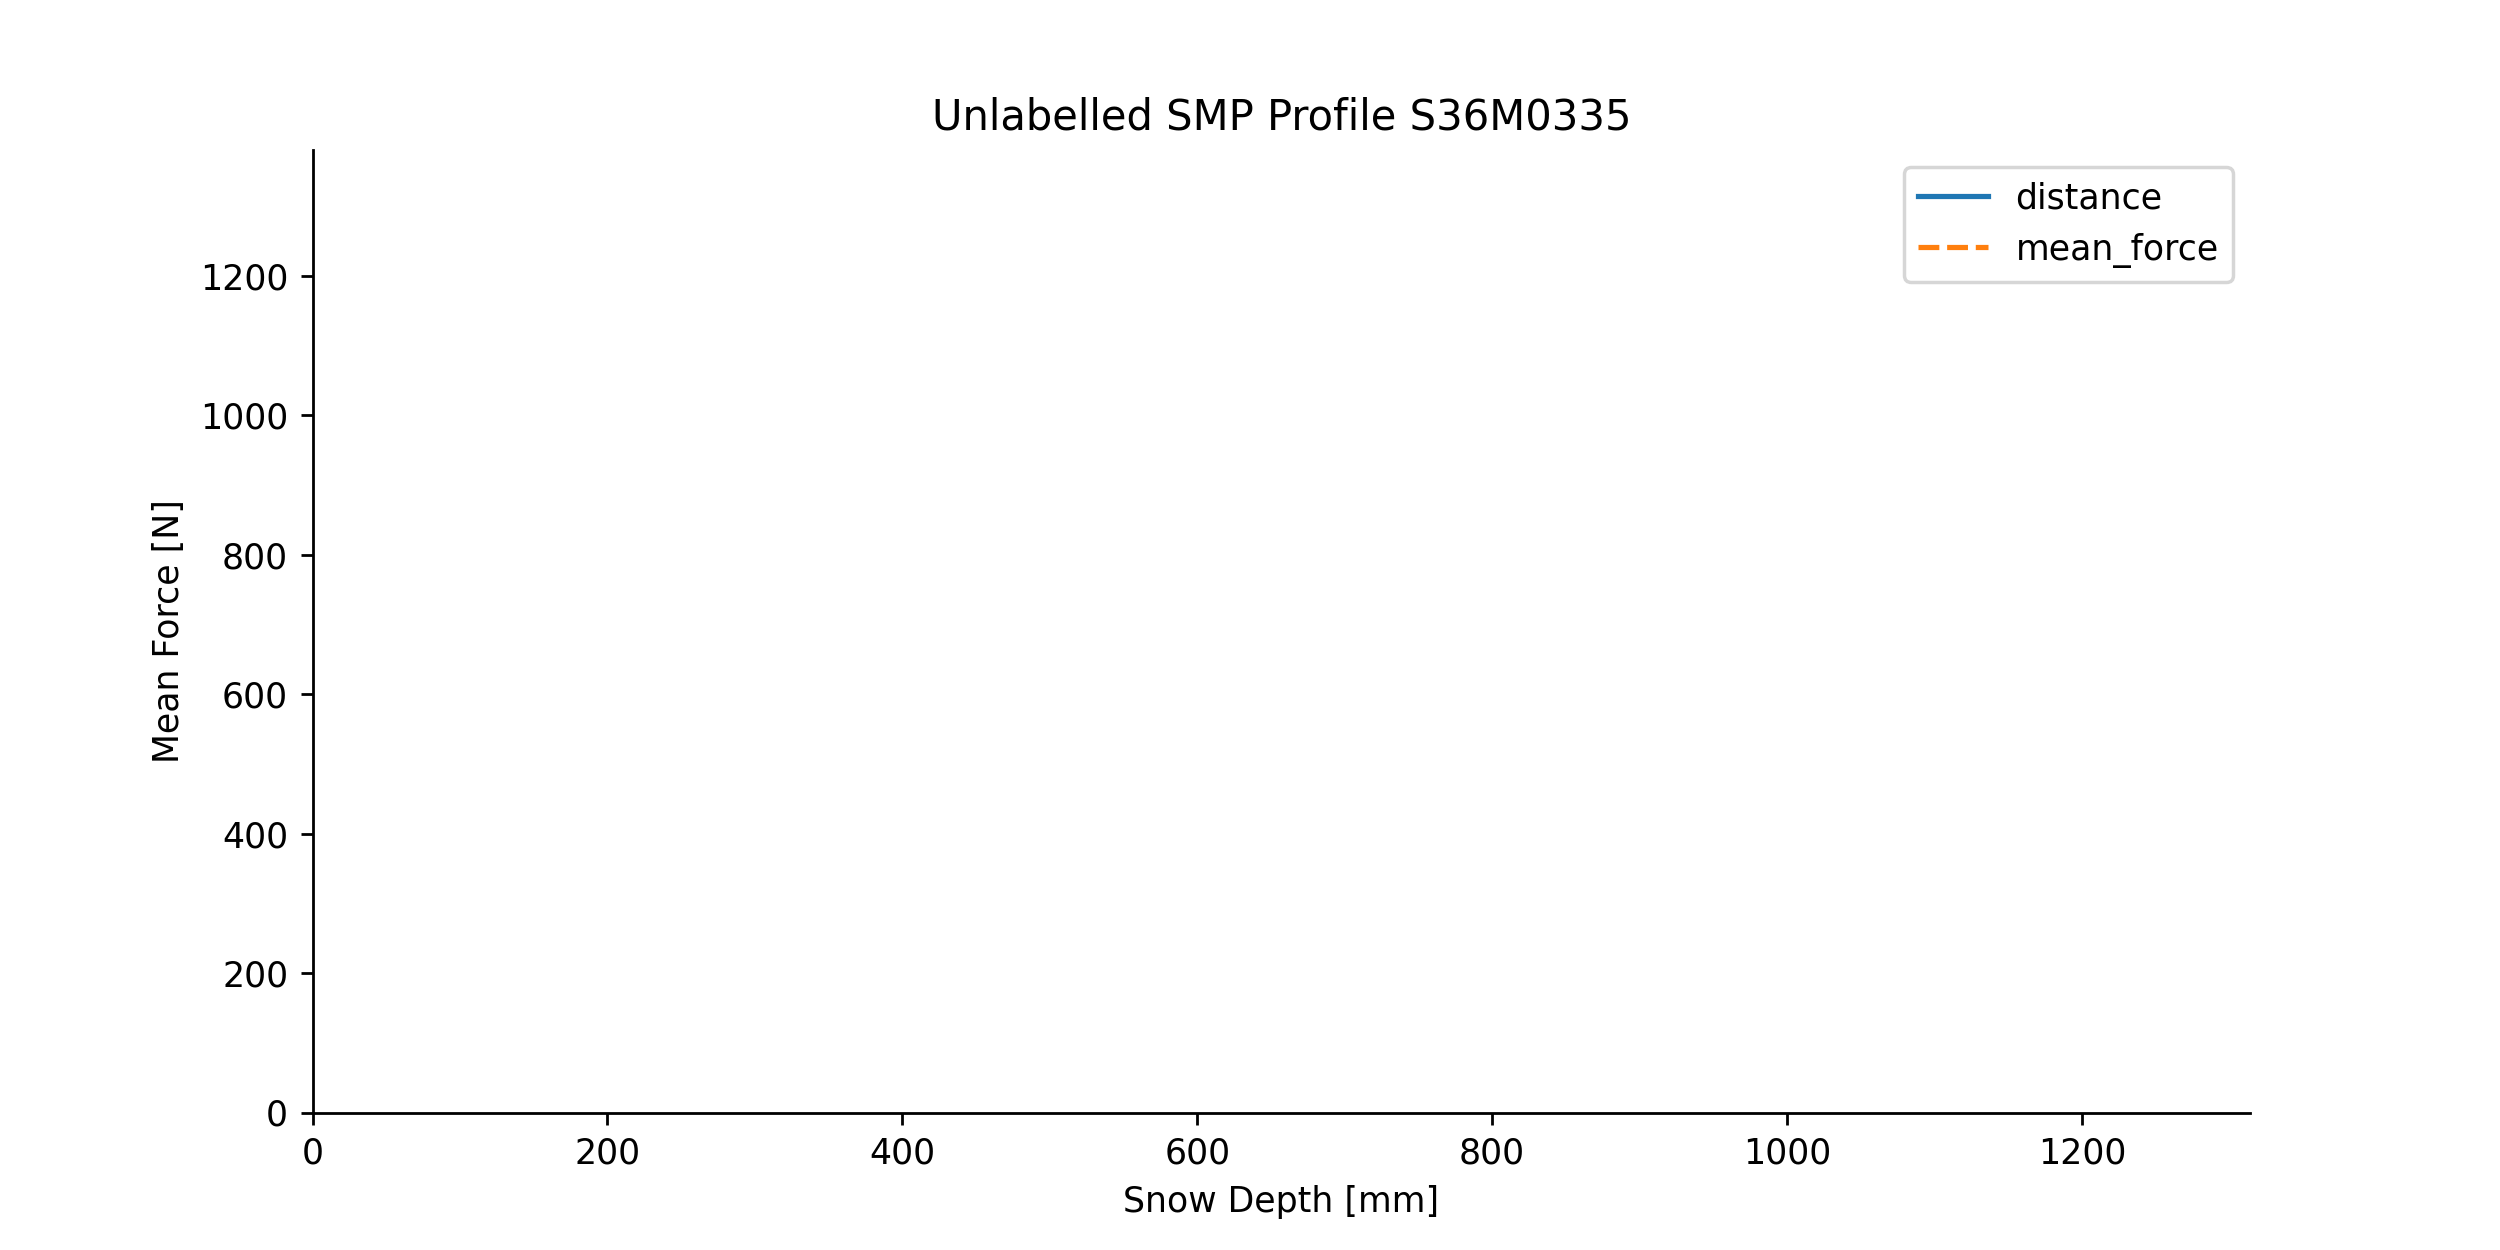 Unlabelled SMP Profile S36M0335
distance
mean_force
1200
1000
800
600
400
200
0
Mean Force [N]
0 200 400 600 800 1000 1200
Snow Depth [mm]